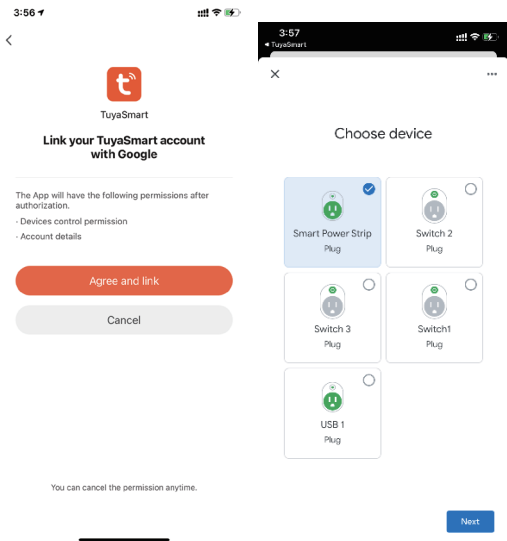 3:56
TuyaSmart
Link your TuyaSmart account
with Google
The App will have the following permissions after
authorization.
· Devices control permission
· Account details
Agree and link
Cancel
You can cancel the permission anytime.
3:57
TuyaSmart
Choose device
Smart Power Strip
Plug
Switch 2
Plug
Switch 3
Plug
Switch1
Plug
USB 1
Plug
Next